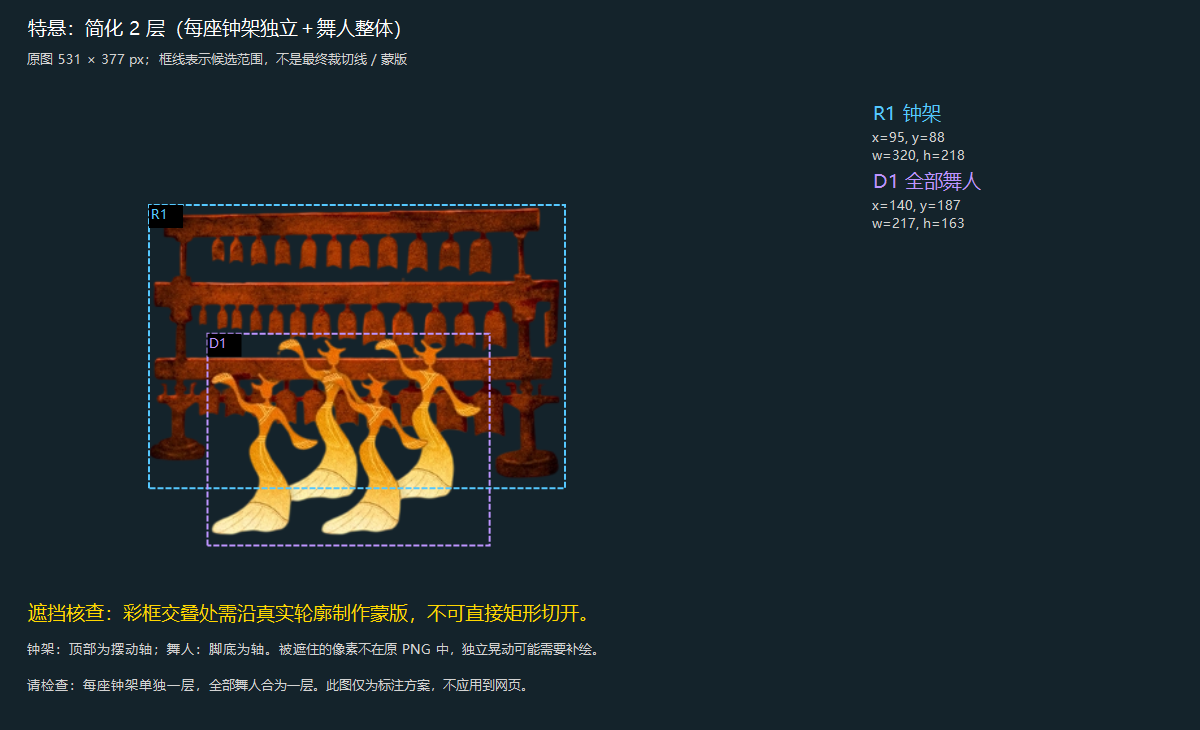 特悬：简化 2 层（每座钟架独立＋舞人整体）
原图 531 × 377 px；框线表示候选范围，不是最终裁切线 / 蒙版
R1 钟架
x=95, y=88
w=320, h=218
D1 全部舞人
x=140, y=187
w=217, h=163
R1
D1
遮挡核查：彩框交叠处需沿真实轮廓制作蒙版，不可直接矩形切开。
钟架：顶部为摆动轴；舞人：脚底为轴。被遮住的像素不在原 PNG 中，独立晃动可能需要补绘。
请检查：每座钟架单独一层，全部舞人合为一层。此图仅为标注方案，不应用到网页。